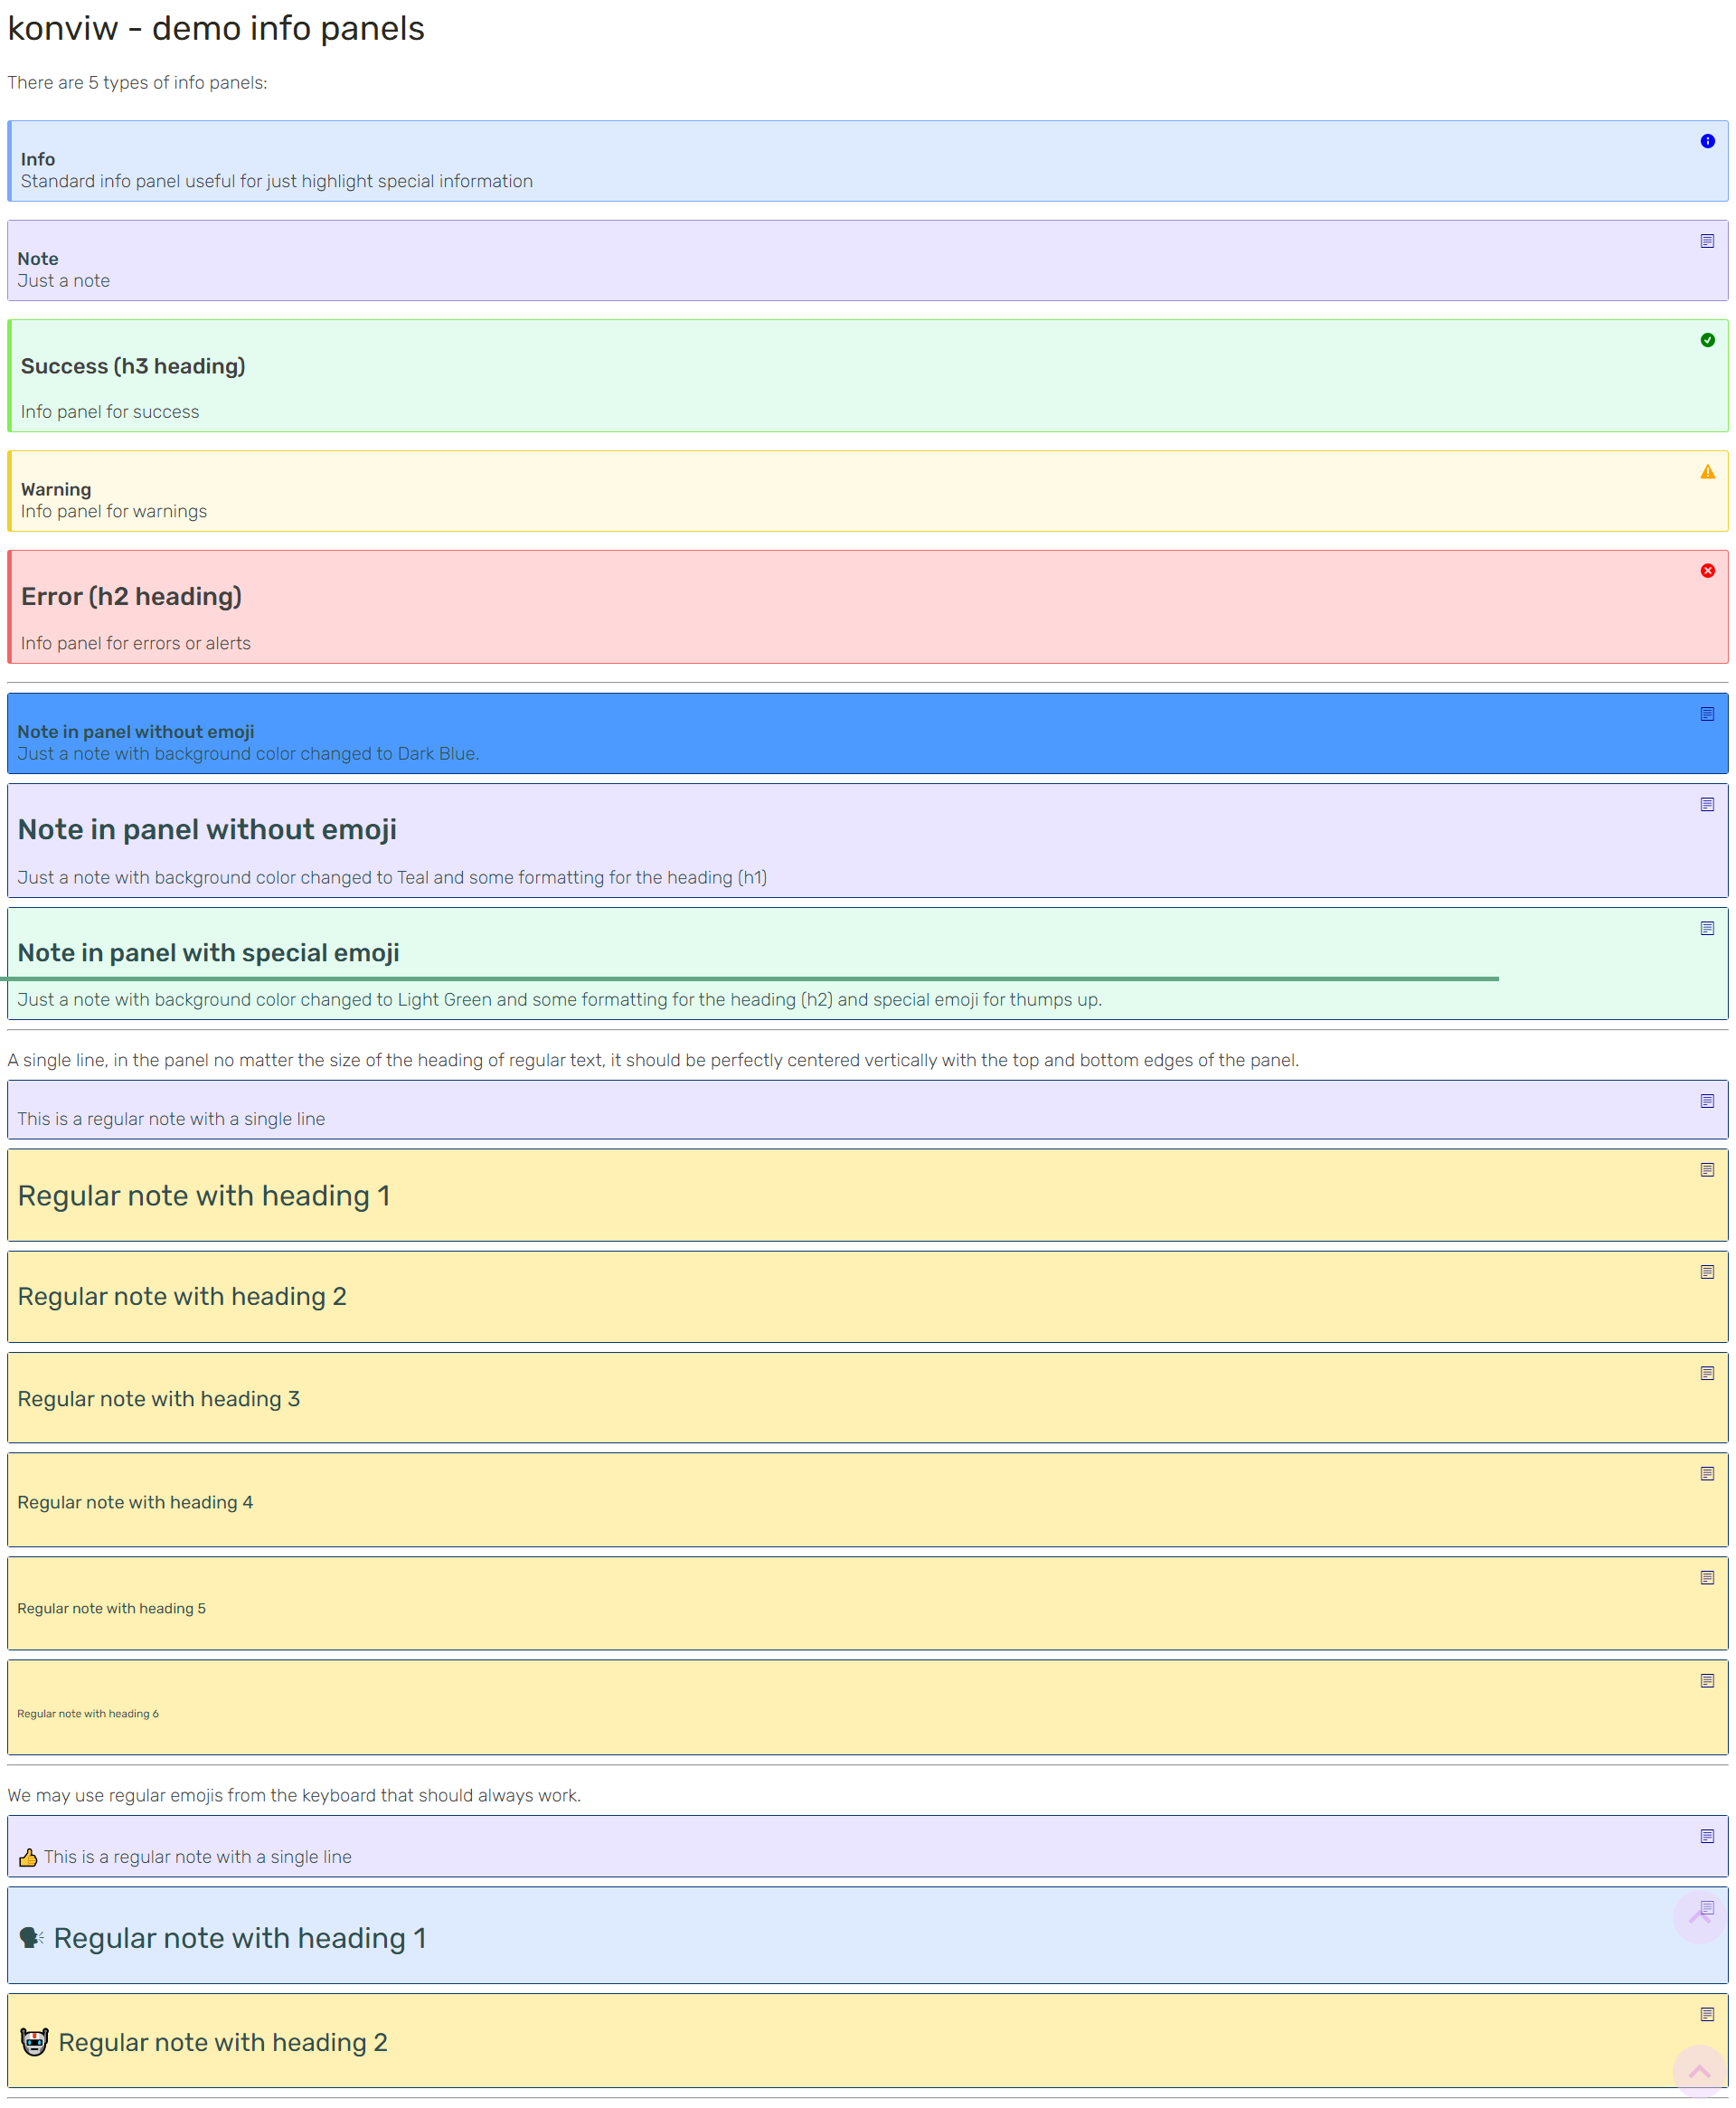 konviw - demo info panels
There are 5 types of info panels:
Info
Standard info panel useful for just highlight special information
Note
Just a note
Success (h3 heading)
Info panel for success
Warning
Info panel for warnings
Error (h2 heading)
Info panel for errors or alerts
Note in panel without emoji
Just a note with background color changed to Dark Blue.
Note in panel without emoji
Just a note with background color changed to Teal and some formatting for the heading (h1)
Note in panel with special emoji
Just a note with background color changed to Light Green and some formatting for the heading (h2) and special emoji for thumps up.
A single line, in the panel no matter the size of the heading of regular text, it should be perfectly centered vertically with the top and bottom edges of the panel.
This is a regular note with a single line
Regular note with heading 1
Regular note with heading 2
Regular note with heading 3
Regular note with heading 4
Regular note with heading 5
Regular note with heading 6
We may use regular emojis from the keyboard that should always work.
👍 This is a regular note with a single line
🗣 Regular note with heading 1
🤖 Regular note with heading 2